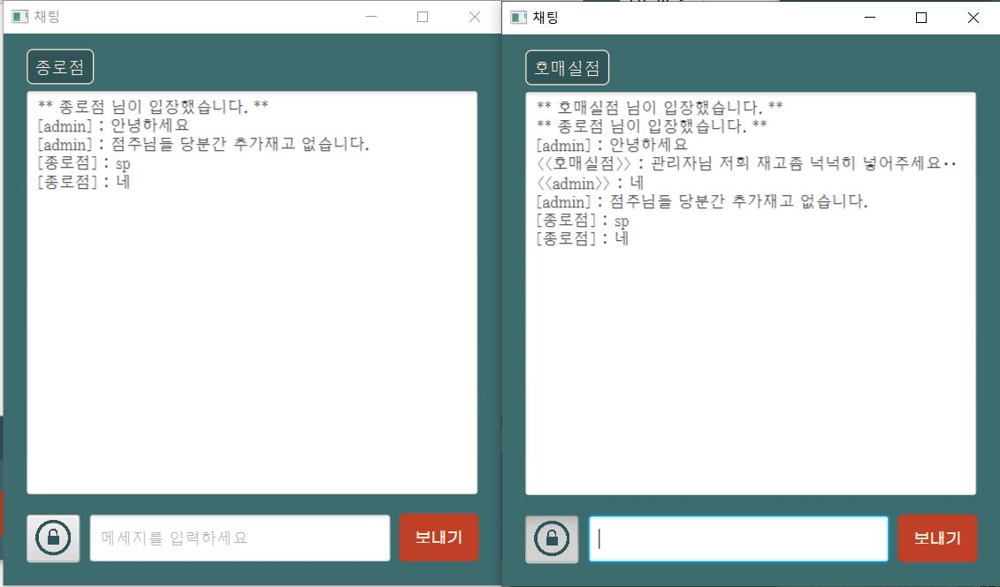 채팅
종로점
** 종로점 님이 입장했습니다. **
[admin] : 안녕하세요
[admin] : 점주님들 당분간 추가재고 없습니다.
[종로점] : sp
[종로점] : 네
메세지를 입력하세요
보내기
채팅
호매실점
** 호매실점 님이 입장했습니다. **
** 종로점 님이 입장했습니다. **
[admin] : 안녕하세요
<<호매실점>> : 관리자님 저희 재고좀 넉넉히 넣어주세요..
<<admin>> : 네
[admin] : 점주님들 당분간 추가재고 없습니다.
[종로점] : sp
[종로점] : 네
보내기